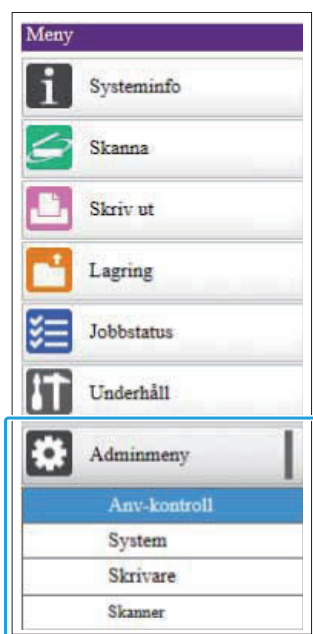 Meny
Systeminfo
Skanna
Skriv ut
Lagring
Jobbstatus
Underhåll
Adminmeny
Anv-kontroll
System
Skrivare
Skanner